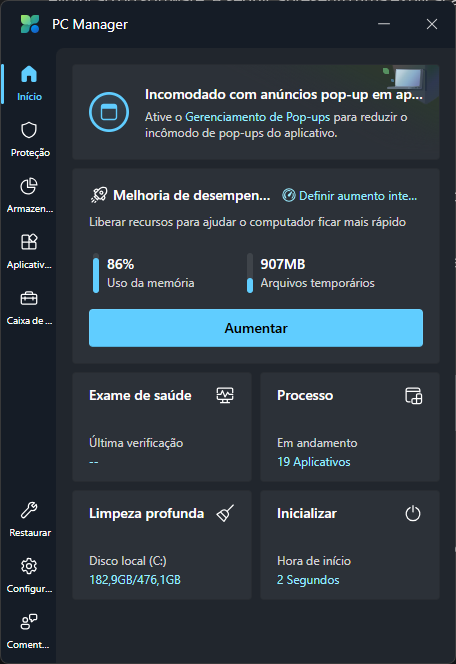 PC Manager
Início
Proteção
Armazen...
Aplicativ...
Caixa de ...
Restaurar
Configur...
Coment...
Incomodado com anúncios pop-up em ap...
Ative o Gerenciamento de Pop-ups para reduzir o
incômodo de pop-ups do aplicativo.
Melhoria de desempen...
Definir aumento inte...
Liberar recursos para ajudar o computador ficar mais rápido
86%
Uso da memória
907MB
Arquivos temporários
Aumentar
Exame de saúde
Última verificação
--
Processo
Em andamento
19 Aplicativos
Limpeza profunda
Disco local (C:)
182,9GB/476,1GB
Inicializar
Hora de início
2 Segundos